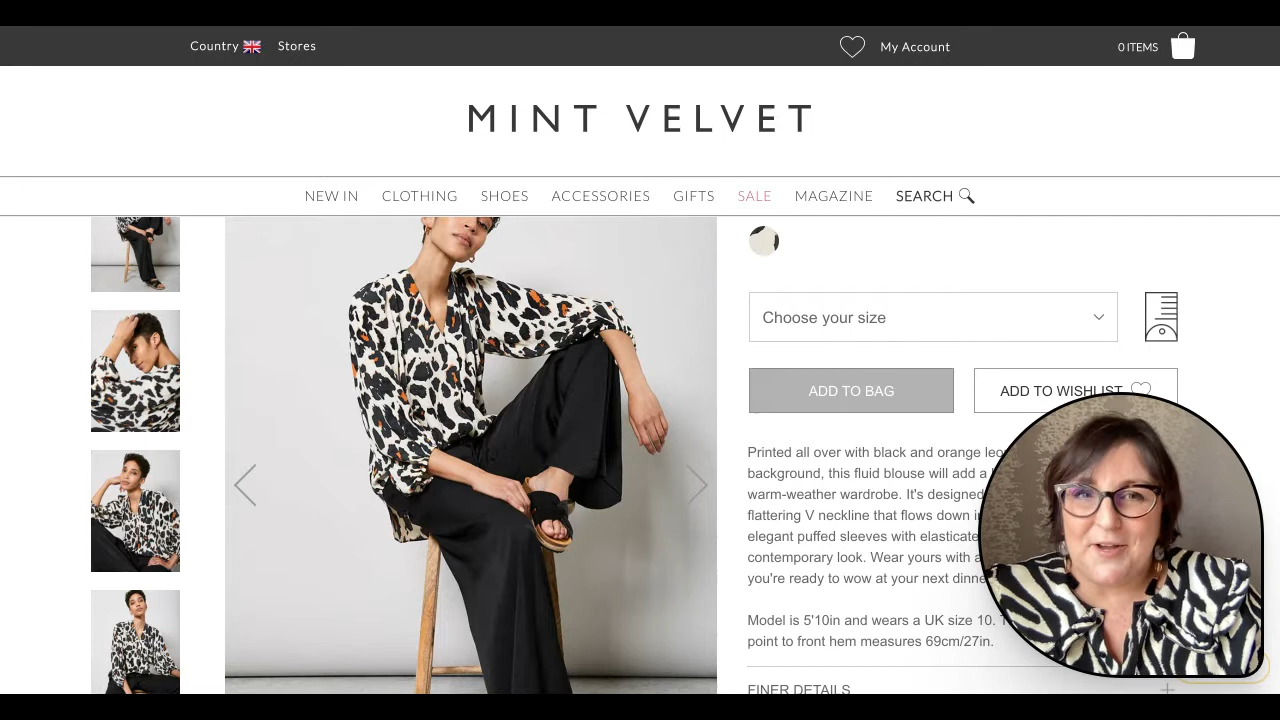 Country Stores My Account 0 ITEMS
MINT VELVET
NEW IN CLOTHING SHOES ACCESSORIES GIFTS SALE MAGAZINE SEARCH
Choose your size
ADD TO BAG ADD TO WISHLIST
Printed all over with black and orange
background, this fluid blouse will add a
warm-weather wardrobe. It's designed
flattering V neckline that flows down
elegant puffed sleeves with
contemporary look. Wear yours with
you're ready to wow at your next
Model is 5'10in and wears a UK size 10.
point to front hem measures 69cm/27in.
FINER DETAILS